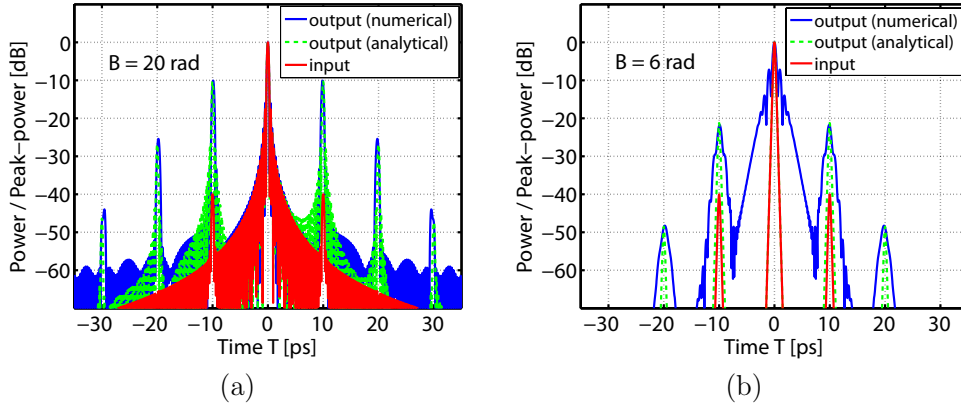 output (numerical)
output (analytical)
input
B = 20 rad
Power / Peak−power [dB]
0
−10
−20
−30
−40
−50
−60
−30 −20 −10 0 10 20 30
Time T [ps]
(a)
output (numerical)
output (analytical)
input
B = 6 rad
Power / Peak−power [dB]
0
−10
−20
−30
−40
−50
−60
−30 −20 −10 0 10 20 30
Time T [ps]
(b)